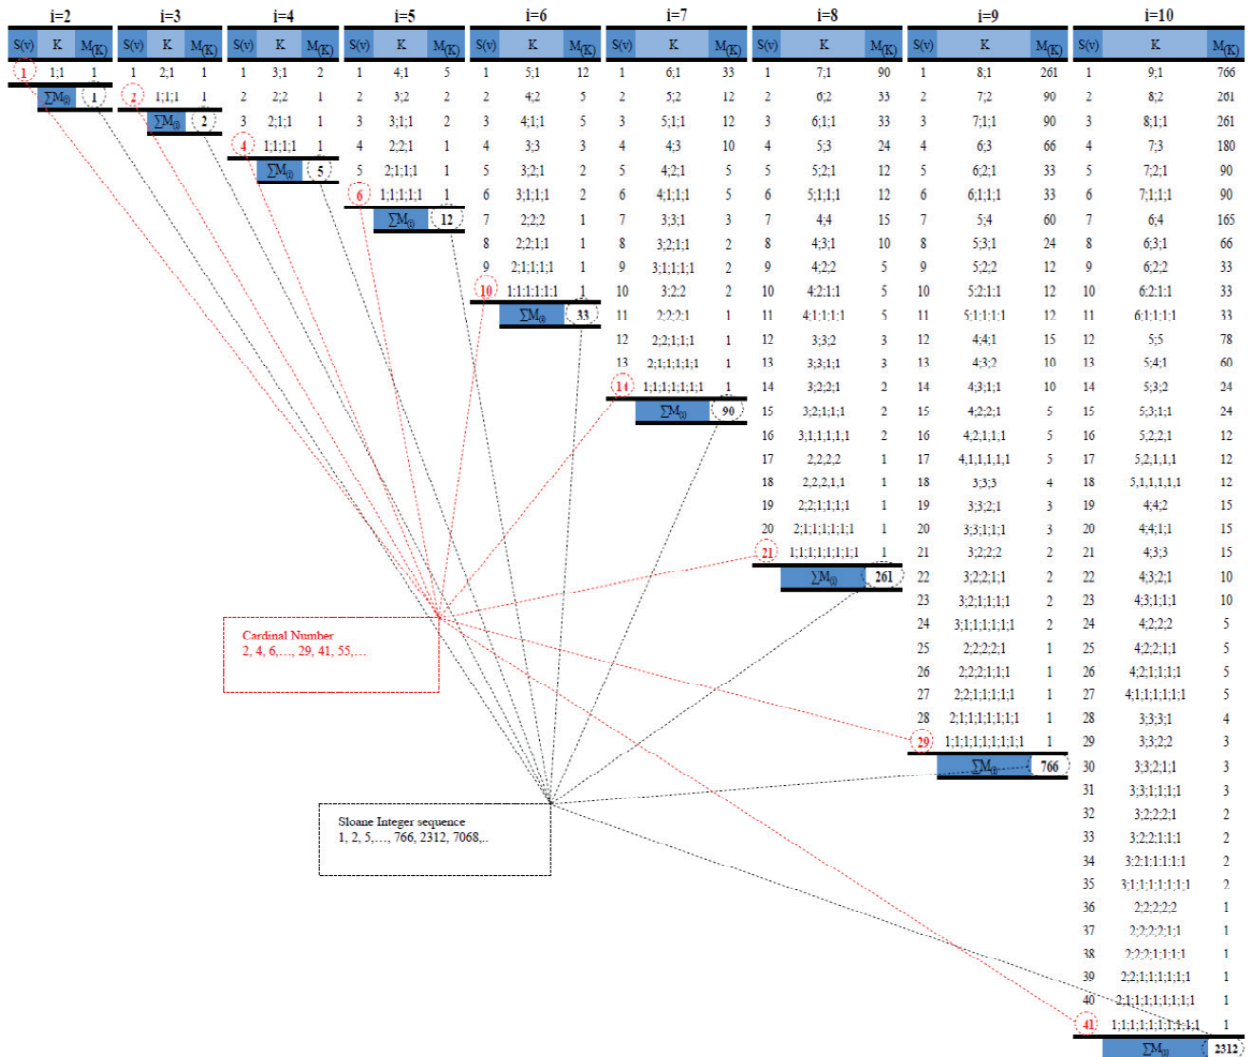 i=2 i=3 i=4 i=5 i=6 i=7 i=8 i=9 i=10
S(v) K M(K) S(v) K M(K) S(v) K M(K) S(v) K M(K) S(v) K M(K) S(v) K M(K) S(v) K M(K) S(v) K M(K) S(v) K M(K)
1 1;1 1 1 2;1 1 1 3;1 2 1 4;1 5 1 5;1 12 1 6;1 33 1 7;1 90 1 8;1 261 1 9;1 766
∑M(i) 1 2 1;1;1 1 2 2;2 1 2 3;2 2 2 4;2 5 2 5;2 12 2 6;2 33 2 7;2 90 2 8;2 261
∑M(i) 2 3 2;1;1 1 3 3;1;1 2 3 4;1;1 5 3 5;1;1 12 3 6;1;1 33 3 7;1;1 90 3 8;1;1 261
4 1;1;1;1 1 4 2;2;1 1 4 3;3 3 4 4;3 10 4 5;3 24 4 6;3 66 4 7;3 180
∑M(i) 5 5 2;1;1;1 1 5 3;2;1 2 5 4;2;1 5 5 5;2;1 12 5 6;2;1 33 5 7;2;1 90
6 1;1;1;1;1 1 6 3;1;1;1 2 6 4;1;1;1 5 6 5;1;1;1 12 6 6;1;1;1 33 6 7;1;1;1 90
∑M(i) 12 7 2;2;2 1 7 3;3;1 3 7 4;4 15 7 5;4 60 7 6;4 165
8 2;2;1;1 1 8 3;2;1;1 2 8 4;3;1 10 8 5;3;1 24 8 6;3;1 66
9 2;1;1;1;1 1 9 3;1;1;1;1 2 9 4;2;2 5 9 5;2;2 12 9 6;2;2 33
10 1;1;1;1;1;1 1 10 3;2;2 2 10 4;2;1;1 5 10 5;2;1;1 12 10 6;2;1;1 33
∑M(i) 33 11 2;2;2;1 1 11 4;1;1;1;1 5 11 5;1;1;1;1 12 11 6;1;1;1;1 33
12 2;2;1;1;1 1 12 3;3;2 3 12 4;4;1 15 12 5;5 78
13 2;1;1;1;1;1 1 13 3;3;1;1 3 13 4;3;2 10 13 5;4;1 60
14 1;1;1;1;1;1;1 1 14 3;2;2;1 2 14 4;3;1;1 10 14 5;3;2 24
∑M(i) 90 15 3;2;1;1;1 2 15 4;2;2;1 5 15 5;3;1;1 24
16 3;1;1;1;1;1 2 16 4;2;1;1;1 5 16 5;2;2;1 12
17 2,2,2,2 1 17 4,1,1,1,1,1 5 17 5,2,1,1,1 12
18 2,2,2,1,1 1 18 3;3;3 4 18 5,1,1,1,1,1 12
19 2;2;1;1;1;1 1 19 3;3;2;1 3 19 4;4;2 15
20 2;1;1;1;1;1;1 1 20 3;3;1;1;1 3 20 4;4;1;1 15
21 1;1;1;1;1;1;1;1 1 21 3;2;2;2 2 21 4;3;3 15
∑M(i) 261 22 3;2;2;1;1 2 22 4;3;2;1 10
23 3;2;1;1;1;1 2 23 4;3;1;1;1 10
24 3;1;1;1;1;1;1 2 24 4;2;2;2 5
25 2;2;2;2;1 1 25 4;2;2;1;1 5
26 2;2;2;1;1;1 1 26 4;2;1;1;1;1 5
27 2;2;1;1;1;1;1 1 27 4;1;1;1;1;1;1 5
28 2;1;1;1;1;1;1;1 1 28 3;3;3;1 4
29 1;1;1;1;1;1;1;1;1 1 29 3;3;2;2 3
∑M(i) 766 30 3;3;2;1;1 3
31 3;3;1;1;1;1 3
32 3;2;2;2;1 2
33 3;2;2;1;1;1 2
34 3;2;1;1;1;1;1 2
35 3;1;1;1;1;1;1;1 2
36 2;2;2;2;2 1
37 2;2;2;2;1;1 1
38 2;2;2;1;1;1;1 1
39 2;2;1;1;1;1;1;1 1
40 2;1;1;1;1;1;1;1;1 1
41 1;1;1;1;1;1;1;1;1;1 1
∑M(i) 2312
Cardinal Number
2, 4, 6,..., 29, 41, 55,...
Sloane Integer sequence
1, 2, 5,..., 766, 2312, 7068,..